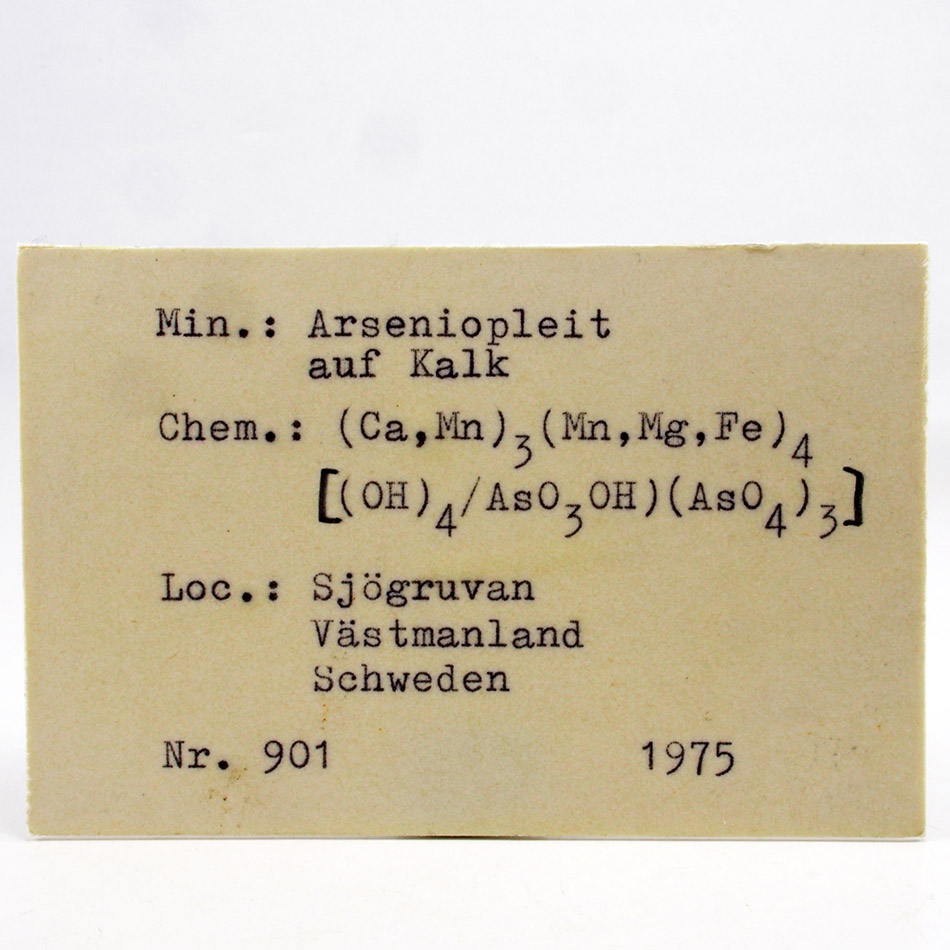 Min.: Arseniopleit
auf Kalk
Chem.: (Ca,Mn)₃(Mn,Mg,Fe)₄
[(OH)₄/AsO₃OH)(AsO₄)₃]
Loc.: Sjögruvan
Västmanland
Schweden
Nr. 901 1975